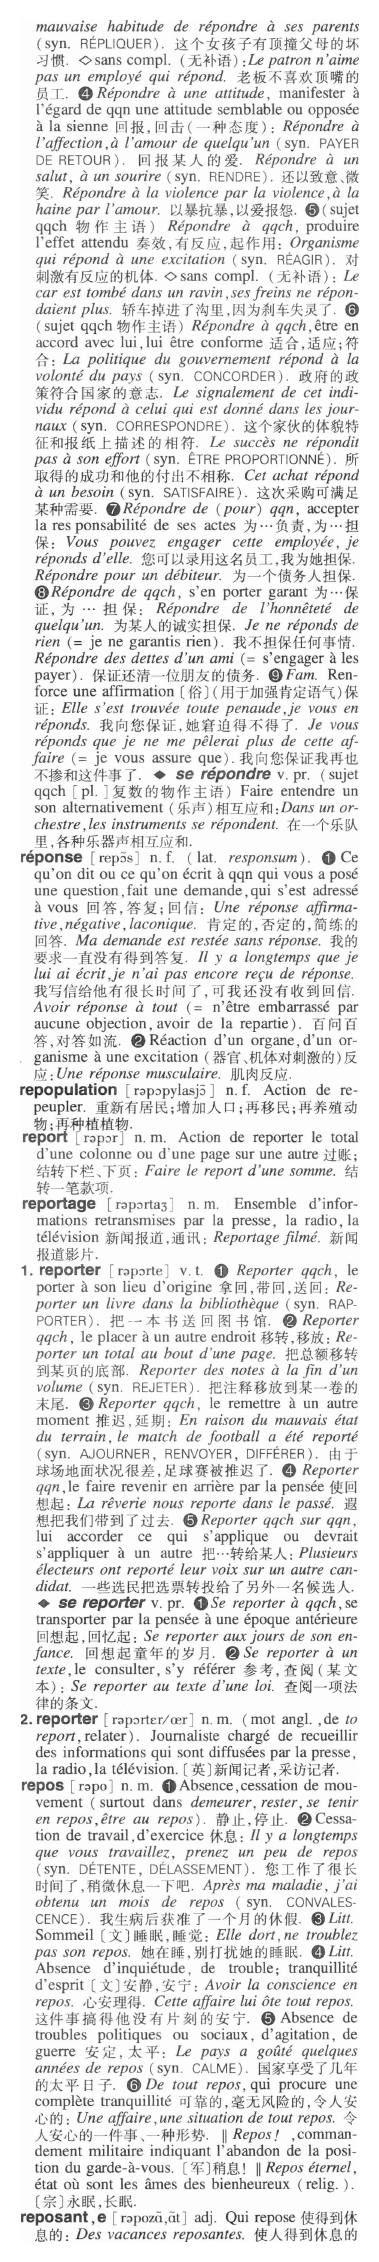 mauvaise habitude de répondre à ses parents
(syn. RÉPLIQUER). 这个女孩子有顶撞父母的坏
习惯. ◇sans compl. (无补语):Le patron n'aime
pas un employé qui répond. 老板不喜欢顶嘴的
员工. ❹Répondre à une attitude, manifester à
l'égard de qqn une attitude semblable ou opposée
à la sienne 回报,回击(一种态度): Répondre à
l'affection,à l'amour de quelqu'un (syn. PAYER
DE RETOUR). 回报某人的爱. Répondre à un
salut, à un sourire (syn. RENDRE). 还以致意、微
笑. Répondre à la violence par la violence,à la
haine par l'amour. 以暴抗暴,以爱报怨. ❺(sujet
qqch 物作主语) Répondre à qqch, produire
l'effet attendu 奏效,有反应,起作用: Organisme
qui répond à une excitation (syn. RÉAGIR). 对
刺激有反应的机体. ◇sans compl. (无补语): Le
car est tombé dans un ravin,ses freins ne répon-
daient plus. 轿车掉进了沟里,因为刹车失灵了. ❻
(sujet qqch 物作主语) Répondre à qqch,être en
accord avec lui,lui être conforme 适合,适应;符
合: La politique du gouvernement répond à la
volonté du pays (syn. CONCORDER). 政府的政
策符合国家的意志. Le signalement de cet indi-
vidu répond à celui qui est donné dans les jour-
naux (syn. CORRESPONDRE). 这个家伙的体貌特
征和报纸上描述的相符. Le succès ne répondit
pas à son effort (syn. ÊTRE PROPORTIONNÉ). 所
取得的成功和他的付出不相称. Cet achat répond
à un besoin (syn. SATISFAIRE). 这次采购可满足
某种需要. ❼Répondre de (pour) qqn, accepter
la res ponsabilité de ses actes 为…负责,为…担
保: Vous pouvez engager cette employée, je
réponds d'elle. 您可以录用这名员工,我为她担保.
Répondre pour un débiteur. 为一个债务人担保.
❽Répondre de qqch, s'en porter garant 为…保
证,为 … 担保: Répondre de l'honnêteté de
quelqu'un. 为某人的诚实担保. Je ne réponds de
rien (= je ne garantis rien). 我不担保任何事情.
Répondre des dettes d'un ami (= s'engager à les
payer). 保证还清一位朋友的债务. ❾Fam. Ren-
force une affirmation [俗](用于加强肯定语气)保
证: Elle s'est trouvée toute penaude,je vous en
réponds. 我向您保证,她窘迫得不得了. Je vous
réponds que je ne me pêlerai plus de cette af-
faire (= je vous assure que).我向您保证我再也
不掺和这件事了. ◆ se répondre v. pr. (sujet
qqch [pl. ]复数的物作主语) Faire entendre un
son alternativement (乐声)相互应和:Dans un or-
chestre,les instruments se répondent. 在一个乐队
里,各种乐器声相互应和.
réponse [repɔ̃s] n. f. (lat. responsum). ❶Ce
qu'on dit ou ce qu'on écrit à qqn qui vous a posé
une question,fait une demande,qui s'est adressé
à vous 回答,答复;回信: Une réponse affirma-
tive,négative,laconique. 肯定的,否定的,简练的
回答. Ma demande est restée sans réponse. 我的
要求一直没有得到答复. Il y a longtemps que je
lui ai écrit,je n'ai pas encore reçu de réponse.
我写信给他有很长时间了,可我还没有收到回信.
Avoir réponse à tout (= n'être embarrassé par
aucune objection,avoir de la repartie). 百问百
答,对答如流. ❷Réaction d'un organe,d'un or-
ganisme à une excitation (器官、机体对刺激的)反
应:Une réponse musculaire. 肌肉反应.
repopulation [rəpɔpylasjɔ̃] n. f. Action de re-
peupler. 重新有居民;增加人口;再移民;再养殖动
物;再种植植物.
report [rəpɔr] n. m. Action de reporter le total
d'une colonne ou d'une page sur une autre 过账;
结转下栏、下页: Faire le report d'une somme. 结
转一笔款项.
reportage [rəpɔrtaʒ] n. m. Ensemble d'infor-
mations retransmises par la presse, la radio,la
télévision 新闻报道,通讯: Reportage filmé. 新闻
报道影片.
1. reporter [rəpɔrte] v. t. ❶ Reporter qqch, le
porter à son lieu d'origine 拿回,带回,送回: Re-
porter un livre dans la bibliothèque (syn. RAP-
PORTER). 把一本书送回图书馆. ❷Reporter
qqch, le placer à un autre endroit 移转,移放: Re-
porter un total au bout d'une page. 把总额移转
到某页的底部. Reporter des notes à la fin d'un
volume (syn. REJETER). 把注释移放到某一卷的
末尾. ❸Reporter qqch, le remettre à un autre
moment 推迟,延期: En raison du mauvais état
du terrain, le match de football a été reporté
(syn. AJOURNER, RENVOYER, DIFFÉRER). 由于
球场地面状况很差,足球赛被推迟了. ❹Reporter
qqn,le faire revenir en arrière par la pensée 使回
想起: La rêverie nous reporte dans le passé. 遐
想把我们带到了过去. ❺Reporter qqch sur qqn,
lui accorder ce qui s'applique ou devrait
s'appliquer à un autre 把…转给某人: Plusieurs
électeurs ont reporté leur voix sur un autre can-
didat. 一些选民把选票转投给了另外一名候选人.
◆ se reporter v. pr. ❶Se reporter à qqch,se
transporter par la pensée à une époque antérieure
回想起,回忆起: Se reporter aux jours de son en-
fance. 回想起童年的岁月. ❷Se reporter à un
texte,le consulter, s'y référer 参考,查阅(某文
本): Se reporter au texte d'une loi. 查阅一项法
律的条文.
2. reporter [rəpɔrtɛr/œr] n. m. (mot angl. ,de to
report,relater). Journaliste chargé de recueillir
des informations qui sont diffusées par la presse,
la radio,la télévision. [英]新闻记者,采访记者.
repos [rəpo] n. m. ❶Absence,cessation de mou-
vement (surtout dans demeurer,rester,se tenir
en repos,être au repos). 静止,停止. ❷Cessa-
tion de travail,d'exercice 休息: Il y a longtemps
que vous travaillez, prenez un peu de repos
(syn. DÉTENTE, DÉLASSEMENT). 您工作了很长
时间了,稍微休息一下吧. Après ma maladie, j'ai
obtenu un mois de repos (syn. CONVALES-
CENCE). 我生病后获准了一个月的休假. ❸Litt.
Sommeil [文]睡眠,睡觉: Elle dort,ne troublez
pas son repos. 她在睡,别打扰她的睡眠. ❹Litt.
Absence d'inquiétude, de trouble; tranquillité
d'esprit [文]安静,安宁: Avoir la conscience en
repos. 心安理得. Cette affaire lui ôte tout repos.
这件事搞得他没有片刻的安宁. ❺Absence de
troubles politiques ou sociaux, d'agitation, de
guerre 安定,太平: Le pays a goûté quelques
années de repos (syn. CALME). 国家享受了几年
的太平日子. ❻De tout repos,qui procure une
complète tranquillité 可靠的,毫无风险的,令人安
心的: Une affaire,une situation de tout repos. 令
人安心的一件事、一种形势. ‖Repos! ,comman-
dement militaire indiquant l'abandon de la posi-
tion du garde-à-vous. [军]稍息! ‖Repos éternel,
état où sont les âmes des bienheureux (relig. ).
[宗]永眠,长眠.
reposant,e [rəpozɑ̃,ɑ̃t] adj. Qui repose 使得到休
息的: Des vacances reposantes. 使人得到休息的